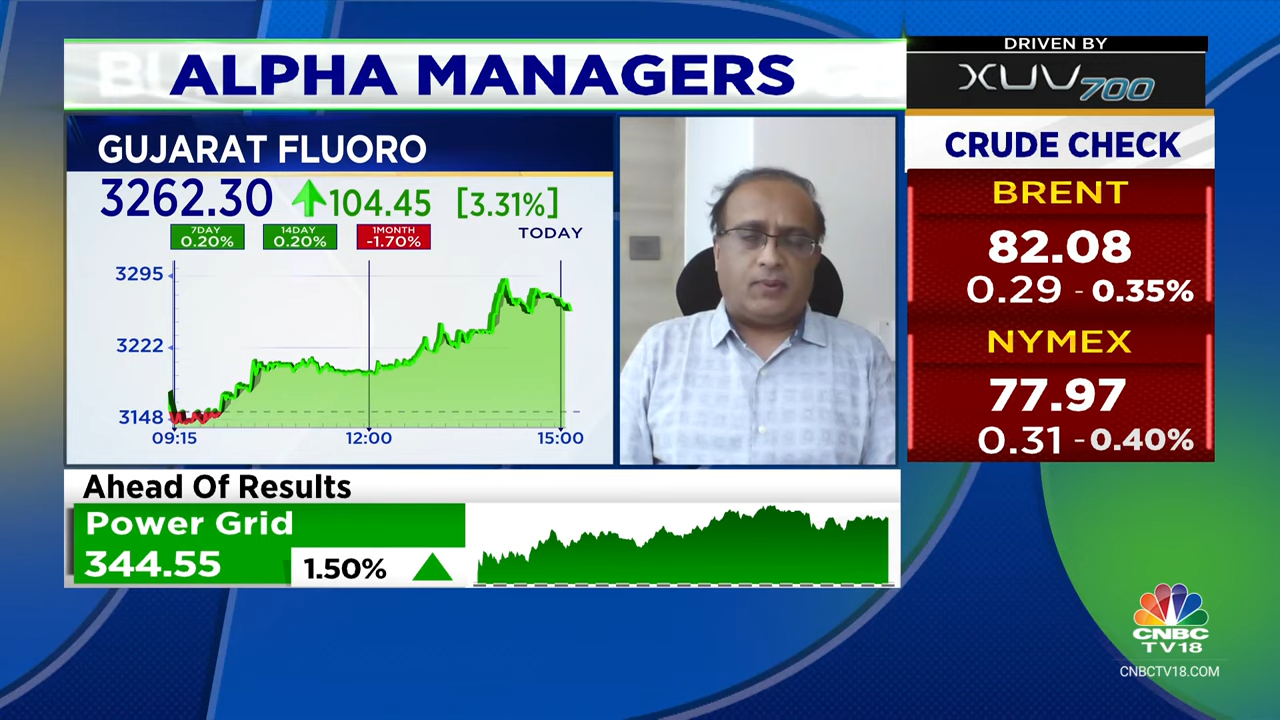 ALPHA MANAGERS
DRIVEN BY
XUV700
GUJARAT FLUORO
3262.30 104.45 [3.31%]
7DAY
0.20%
14DAY
0.20%
1MONTH
-1.70%
TODAY
3295
3222
3148
09:15 12:00 15:00
CRUDE CHECK
BRENT
82.08
0.29 - 0.35%
NYMEX
77.97
0.31 -0.40%
Ahead Of Results
Power Grid
344.55 1.50%
CNBC
TV18
CNBCTV18.COM